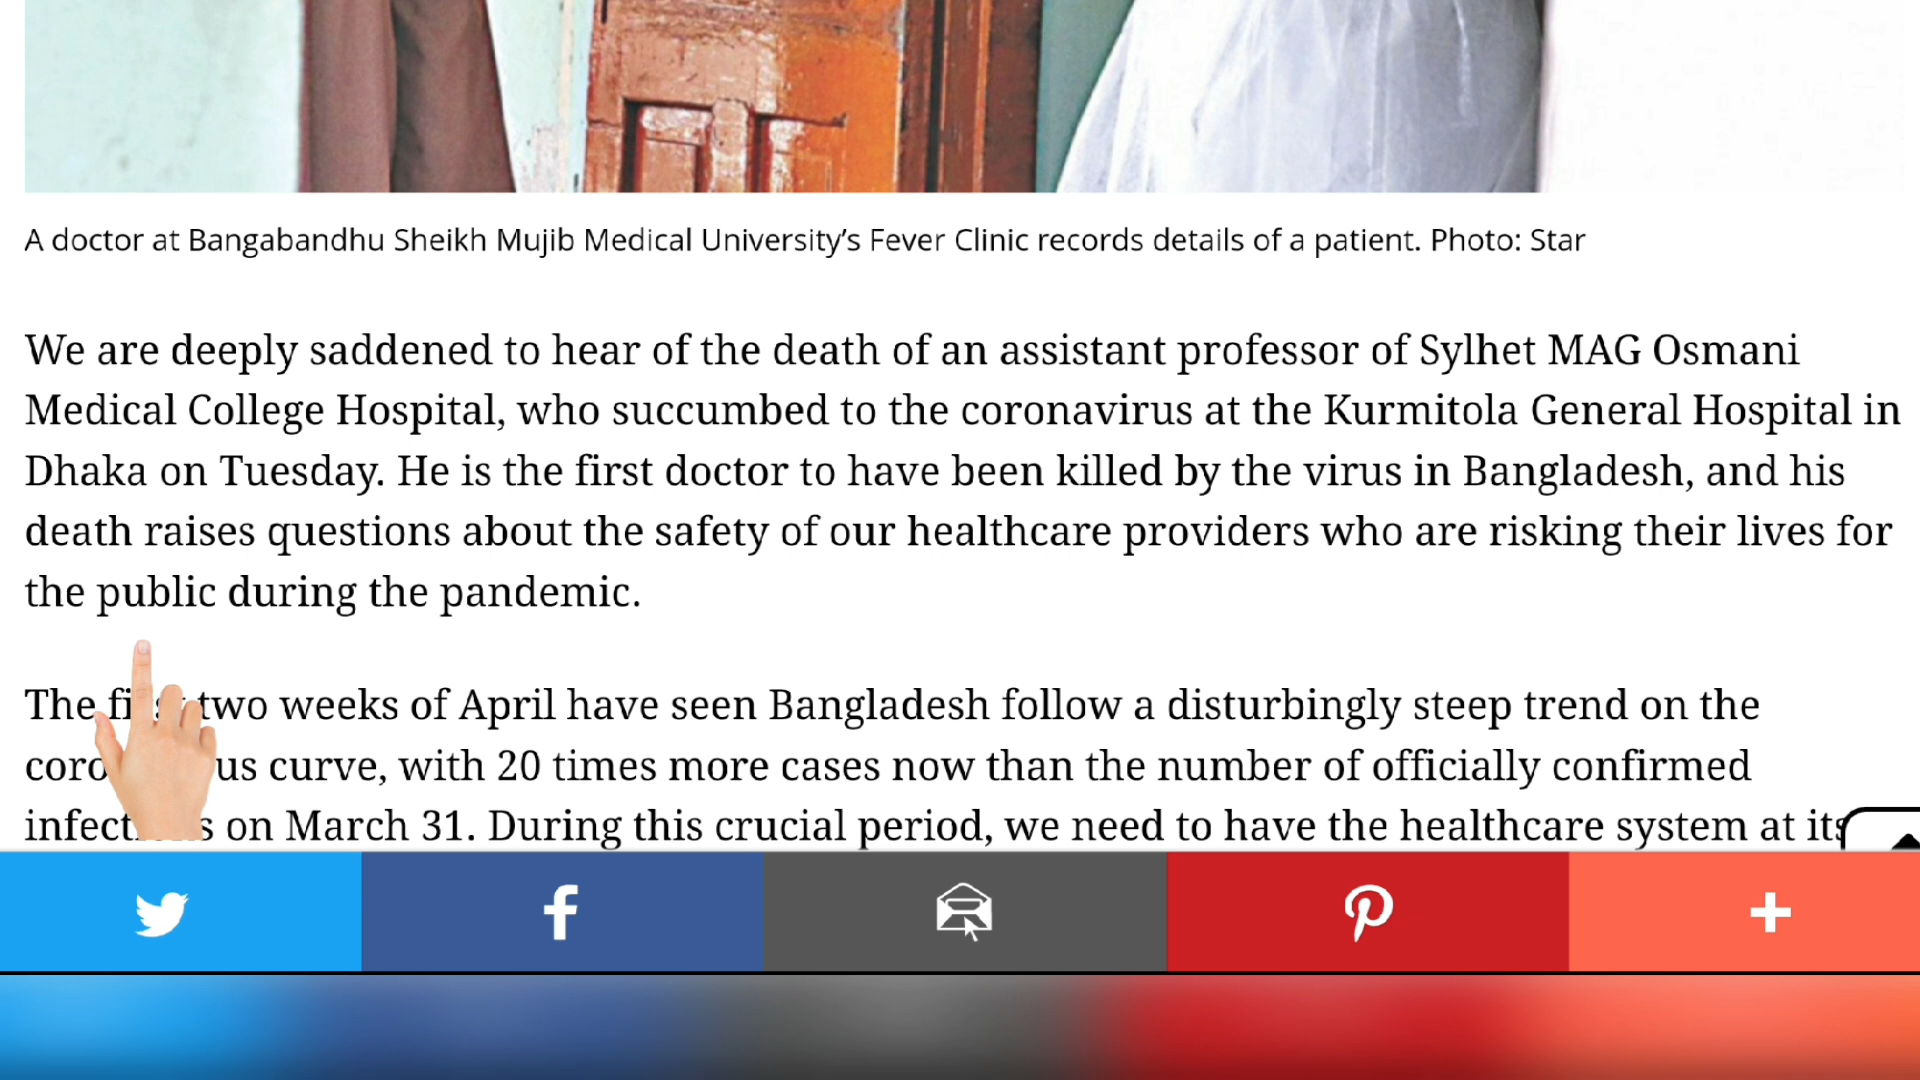 A doctor at Bangabandhu Sheikh Mujib Medical University’s Fever Clinic records details of a patient. Photo: Star
We are deeply saddened to hear of the death of an assistant professor of Sylhet MAG Osmani
Medical College Hospital, who succumbed to the coronavirus at the Kurmitola General Hospital in
Dhaka on Tuesday. He is the first doctor to have been killed by the virus in Bangladesh, and his
death raises questions about the safety of our healthcare providers who are risking their lives for
the public during the pandemic.
The two weeks of April have seen Bangladesh follow a disturbingly steep trend on the
curve, with 20 times more cases now than the number of officially confirmed
on March 31. During this crucial period, we need to have the healthcare system at its